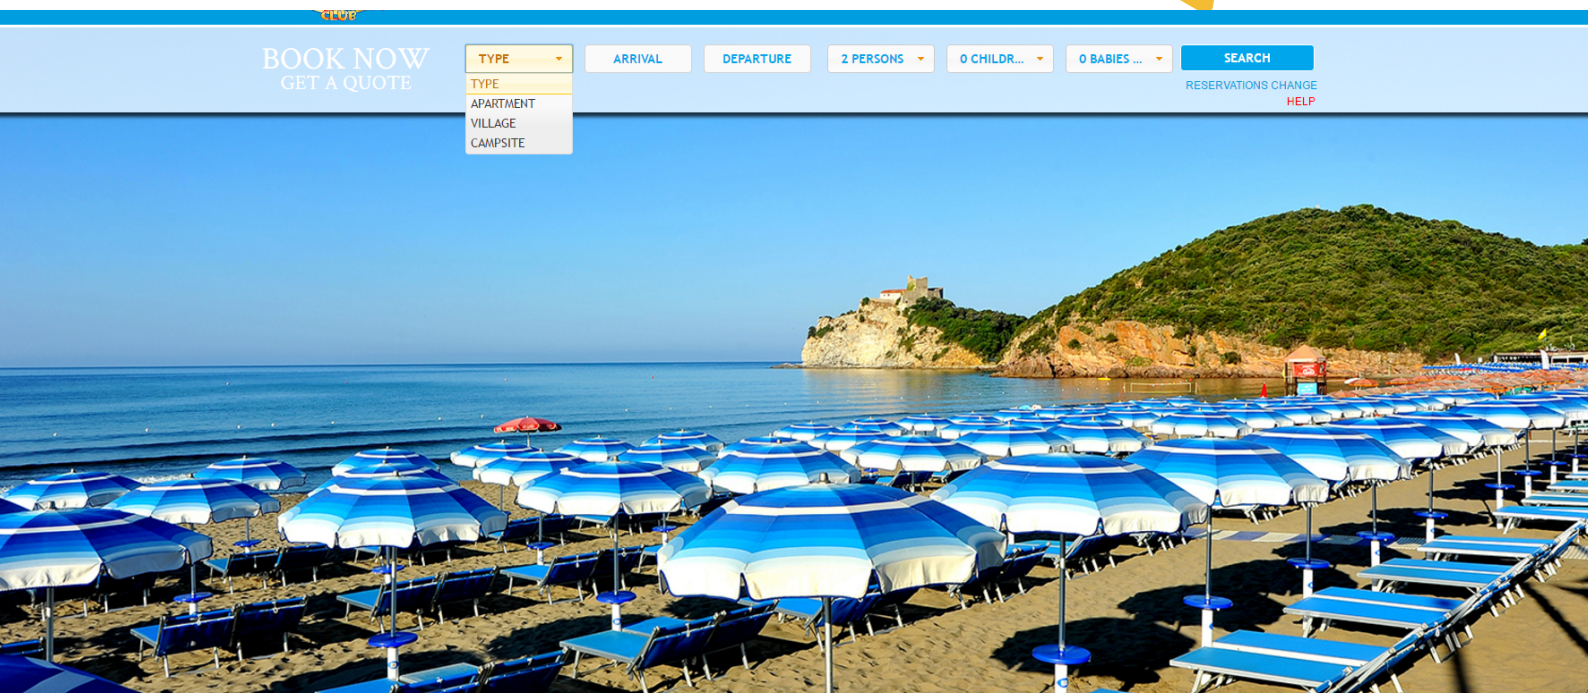 CLUB
BOOK NOW
GET A QUOTE
TYPE
ARRIVAL
DEPARTURE
2 PERSONS
0 CHILDR...
0 BABIES ...
SEARCH
TYPE
APARTMENT
VILLAGE
CAMPSITE
RESERVATIONS CHANGE
HELP